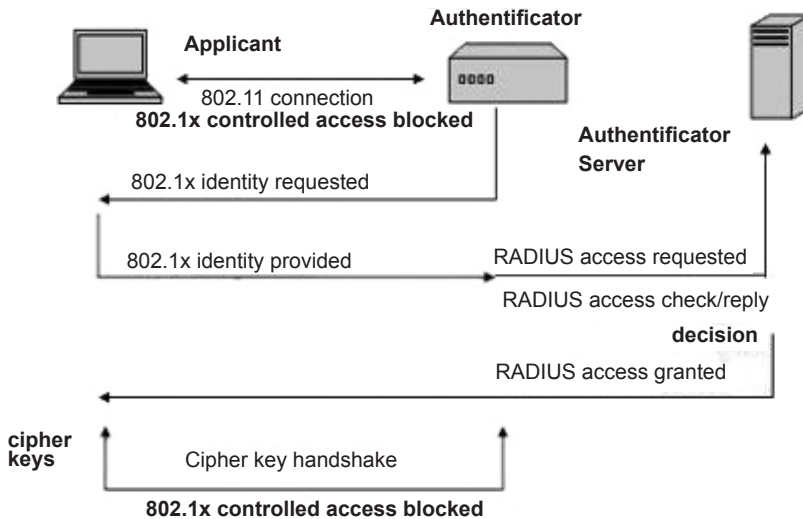 Authentificator
Applicant
802.11 connection
802.1x controlled access blocked
Authentificator
Server
802.1x identity requested
802.1x identity provided
RADIUS access requested
RADIUS access check/reply
decision
RADIUS access granted
cipher
keys
Cipher key handshake
802.1x controlled access blocked